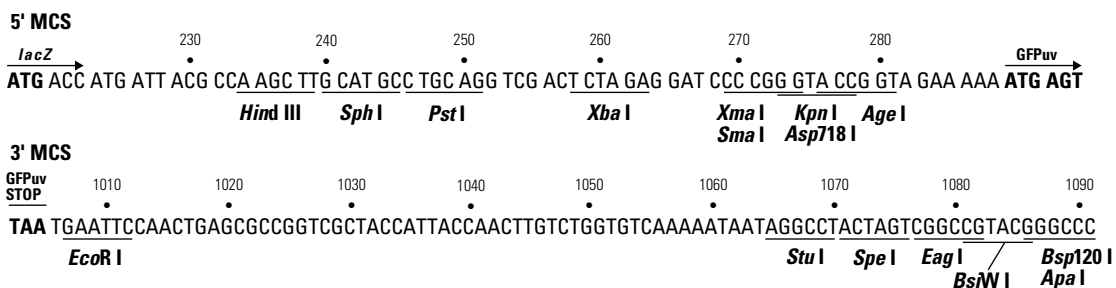 5' MCS
lacZ 230 240 250 260 270 280 GFPuv
ATG ACC ATG ATT ACG CCA AGC TTG CAT GCC TGC AGG TCG ACT CTA GAG GAT CCC CGG GTA CCG GTA GAA AAA ATG AGT
Hind III Sph I Pst I Xba I Xma I Kpn I Age I
Sma I Asp718 I
3' MCS
GFPuv
STOP 1010 1020 1030 1040 1050 1060 1070 1080 1090
TAA TGAATTCCAACTGAGCGCCGGTCGCTACCATTACCAACTTGTCTGGTGTCAAAAATAATAGGCCTACTAGTCGGCCGTACGGGCCC
EcoR I Stu I Spe I Eag I Bsp120 I
BsiW I Apa I